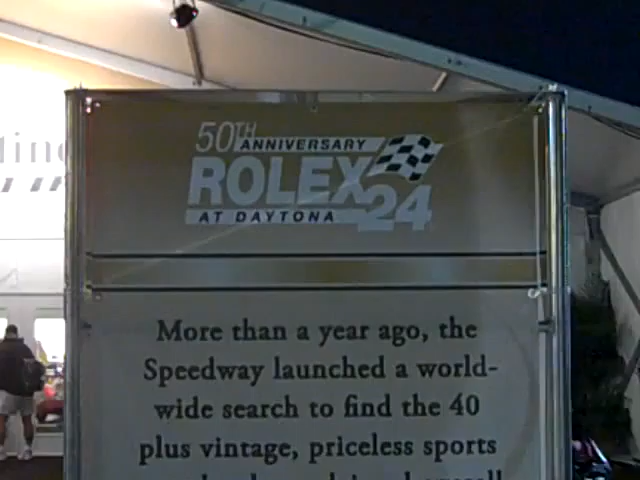 50TH ANNIVERSARY
ROLEX 24
AT DAYTONA
More than a year ago, the
Speedway launched a world-
wide search to find the 40
plus vintage, priceless sports